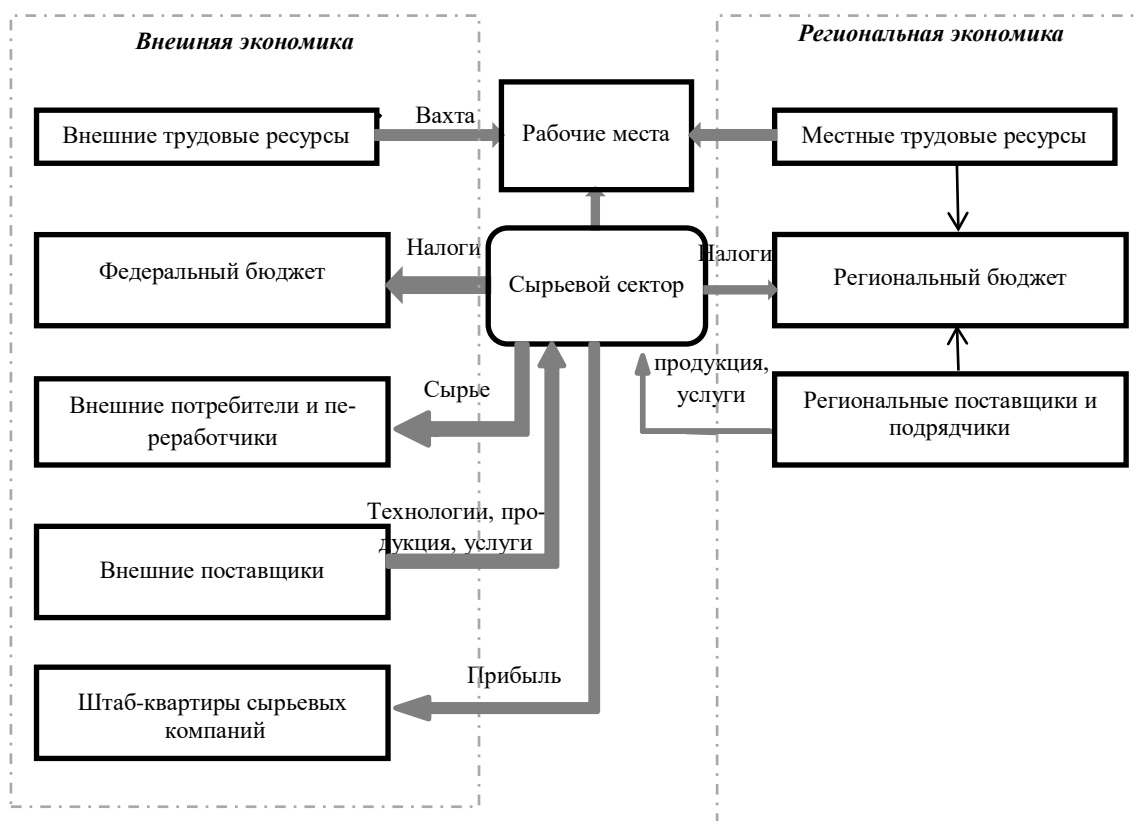 Внешняя экономика
Региональная экономика
Внешние трудовые ресурсы
Вахта
Рабочие места
Местные трудовые ресурсы
Федеральный бюджет
Налоги
Сырьевой сектор
Налоги
Региональный бюджет
Внешние потребители и пе-
реработчики
Сырье
продукция,
услуги
Региональные поставщики и
подрядчики
Технологии, про-
дукция, услуги
Внешние поставщики
Прибыль
Штаб-квартиры сырьевых
компаний